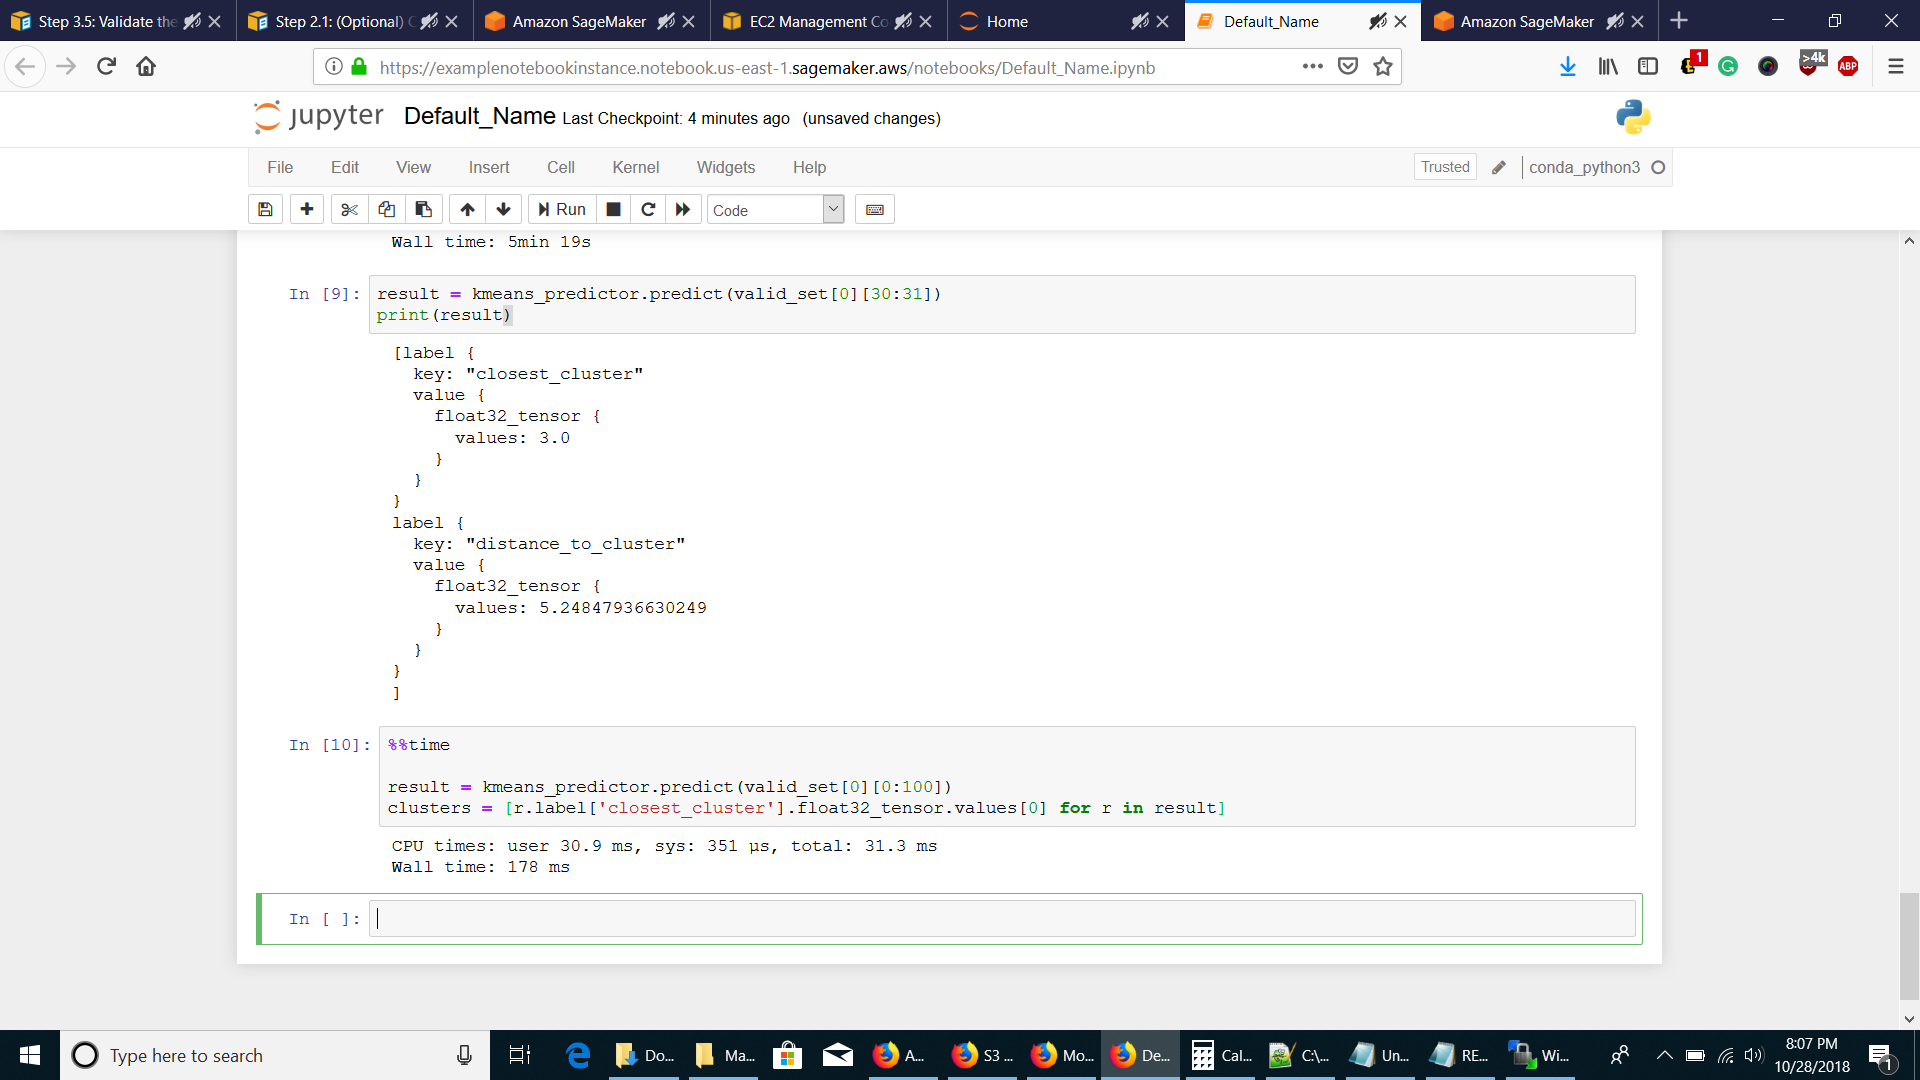 Step 3.5: Validate the
Step 2.1: (Optional)
Amazon SageMaker
EC2 Management Co
Home
Default_Name
Amazon SageMaker
https://examplenotebookinstance.notebook.us-east-1.sagemaker.aws/notebooks/Default_Name.ipynb
1
>4k
ABP
jupyter Default_Name Last Checkpoint: 4 minutes ago (unsaved changes)
File Edit View Insert Cell Kernel Widgets Help
Trusted
conda_python3
Run
Code
Wall time: 5min 19s
In [9]: result = kmeans_predictor.predict(valid_set[0][30:31])
print(result)
[label {
key: "closest_cluster"
value {
float32_tensor {
values: 3.0
}
}
}
label {
key: "distance_to_cluster"
value {
float32_tensor {
values: 5.24847936630249
}
}
}
]
In [10]: %%time
result = kmeans_predictor.predict(valid_set[0][0:100])
clusters = [r.label['closest_cluster'].float32_tensor.values[0] for r in result]
CPU times: user 30.9 ms, sys: 351 µs, total: 31.3 ms
Wall time: 178 ms
In [ ]:
Type here to search
Do...
Ma...
A...
S3 ...
Mo...
De...
Cal...
C:\...
Un...
RE...
Wi...
8:07 PM
10/28/2018
1